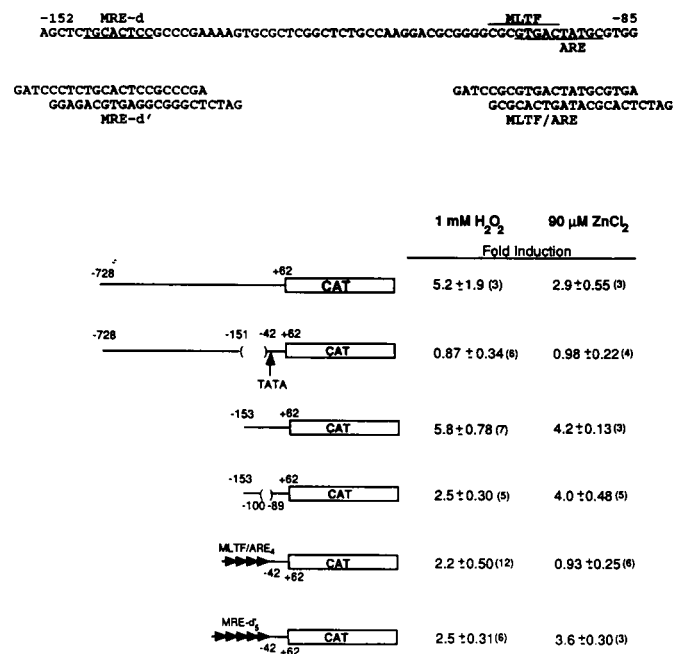 -152 MRE-d MLTF -85
AGCTCTGCACTCCGCCCGAAAAGTGCGCTCGGCTCTGCCAAGGACGCGGGGCGCGTGACTATGCGTGG
ARE
GATCCCTCTGCACTCCGCCCGA GATCCGCGTGACTATGCGTGA
GGAGACGTGAGGCGGGCTCTAG GCGCACTGATACGCACTCTAG
MRE-d' MLTF/ARE
1 mM H2O2 90 µM ZnCl2
Fold Induction
-728 +62
CAT 5.2 ±1.9 (3) 2.9±0.55 (3)
-728 -151 -42 +62
( ) CAT 0.87 ±0.34(6) 0.98 ±0.22(4)
TATA
-153 +62
CAT 5.8±0.78 (7) 4.2±0.13(3)
-153 +62
( ) CAT 2.5±0.30 (5) 4.0±0.48 (5)
-100 -89
MLTF/ARE4
CAT 2.2±0.50(12) 0.93 ±0.25(6)
-42 +62
MRE-d'5
CAT 2.5±0.31(6) 3.6±0.30(3)
-42 +62